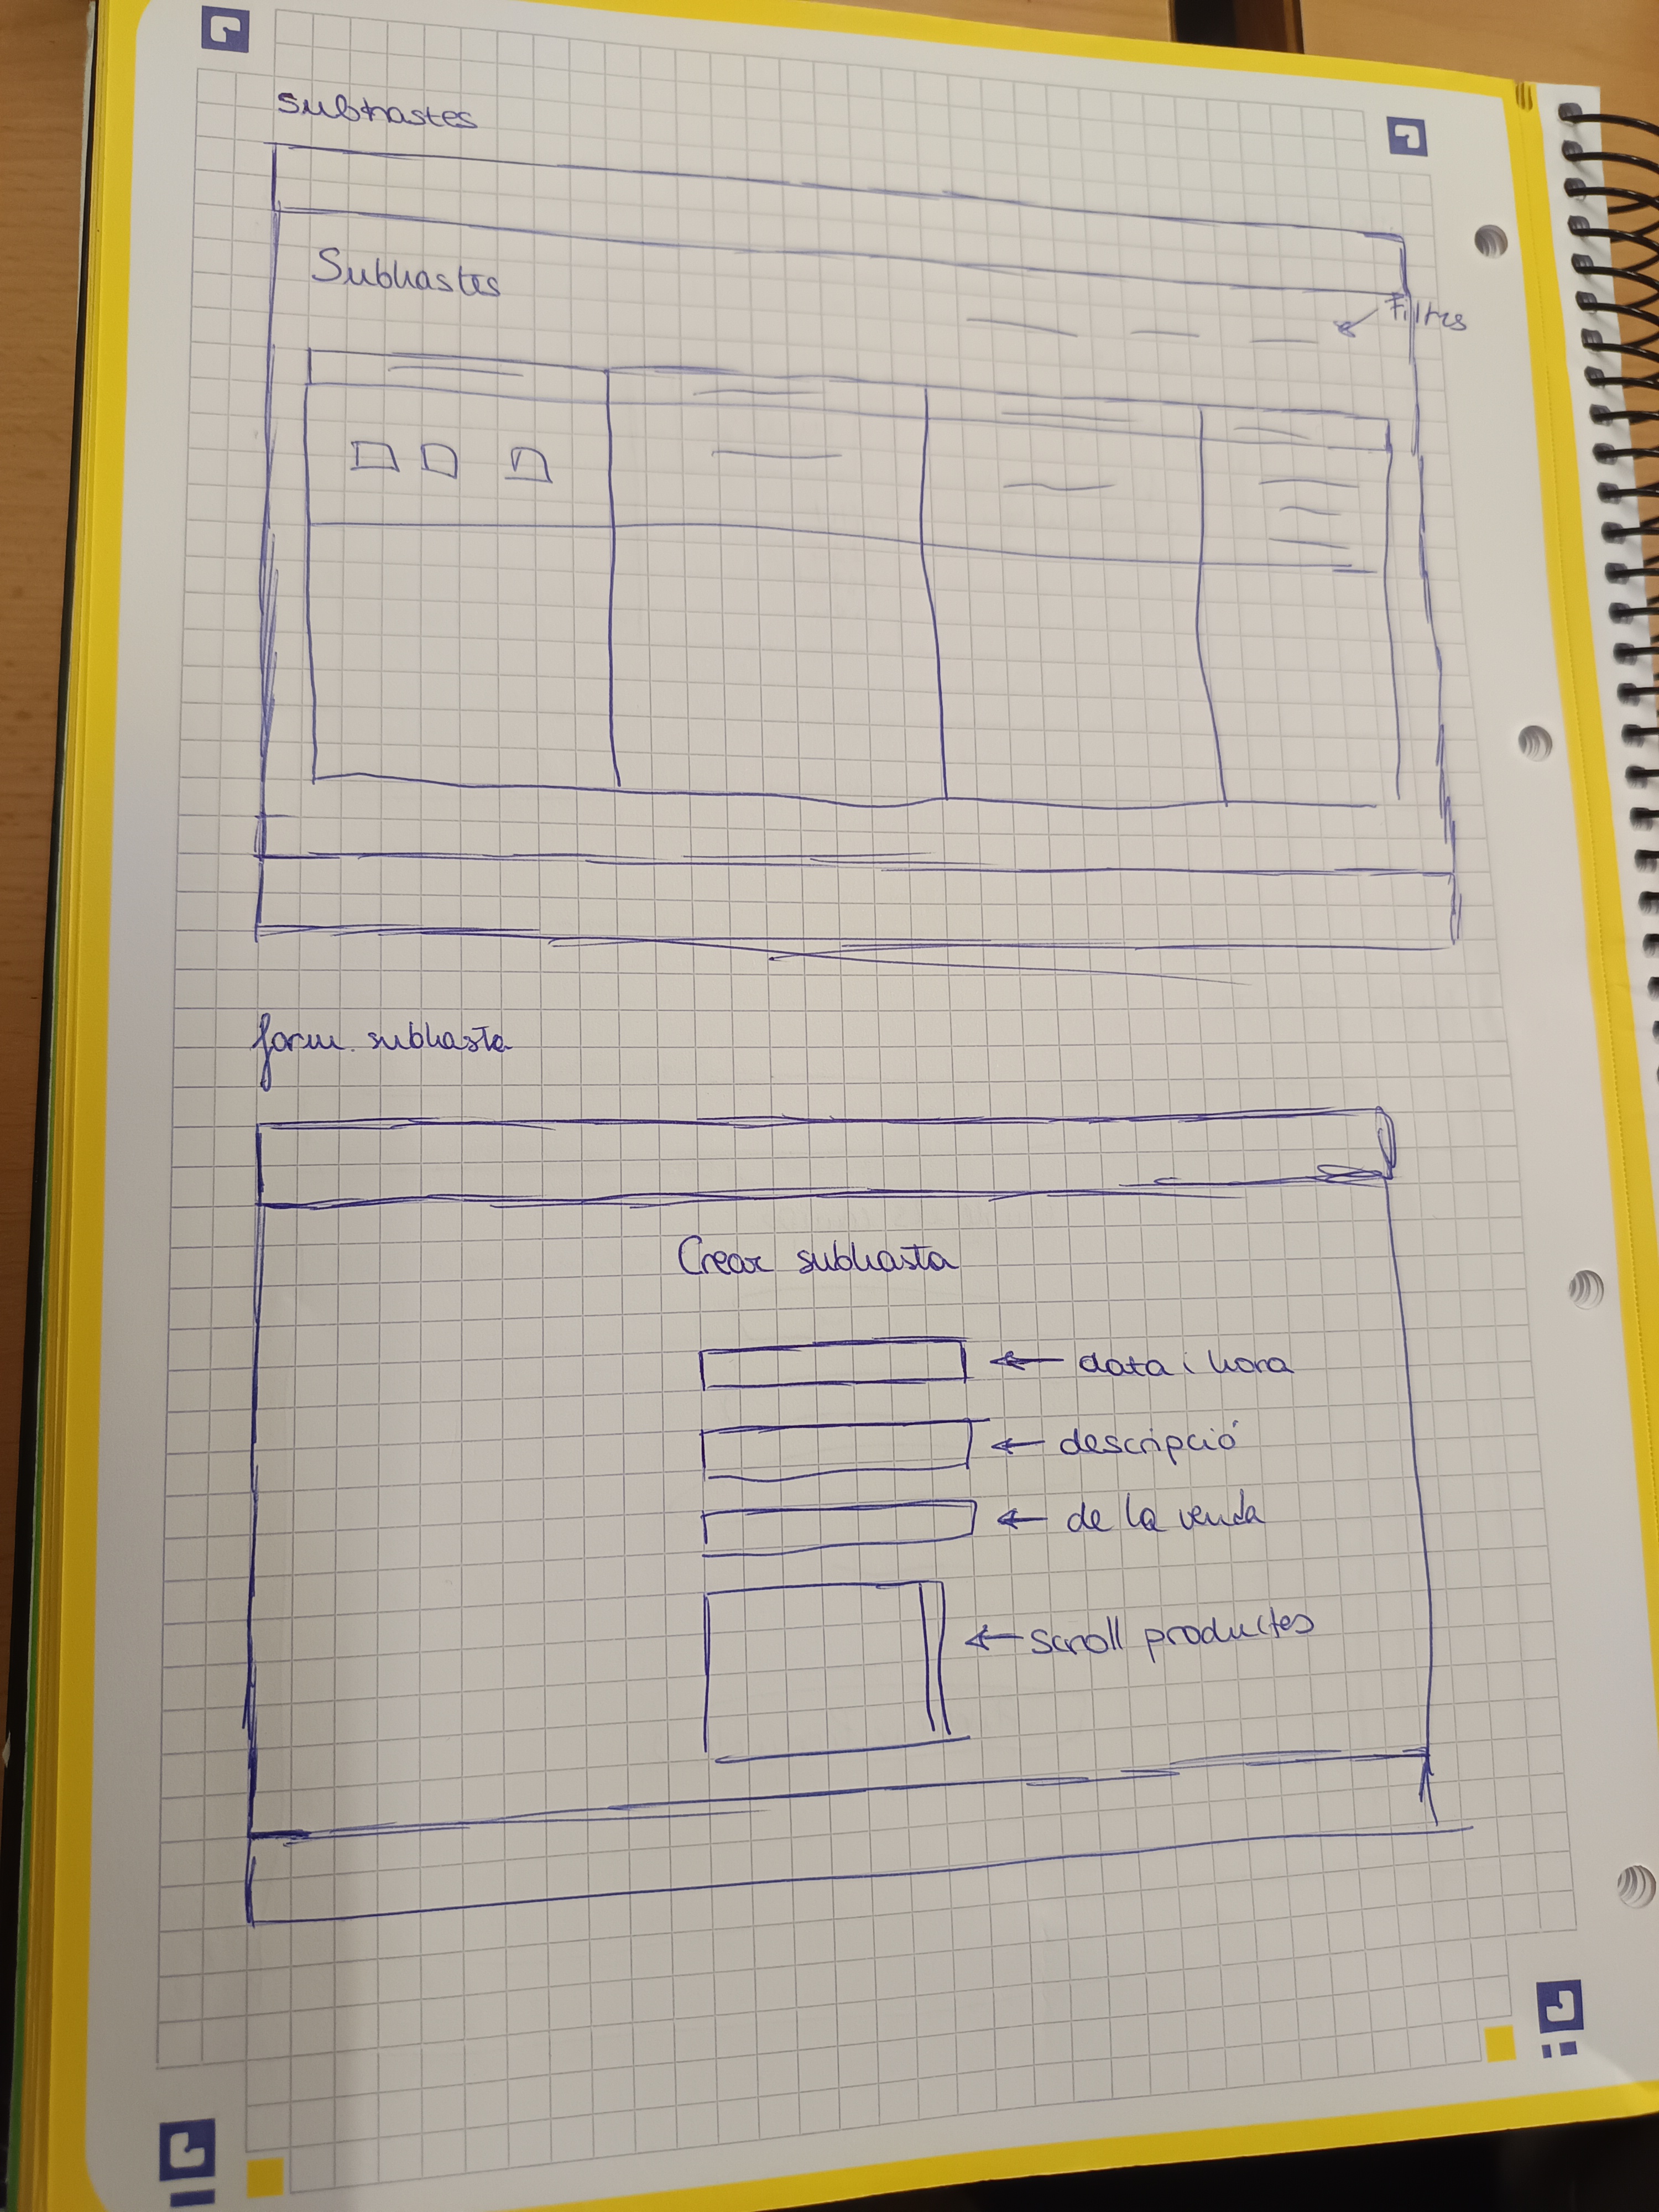 subhastes
Subhastes
Filtres
form. subhasta
Crear subhasta
data i hora
descripció
de la venda
scroll productes